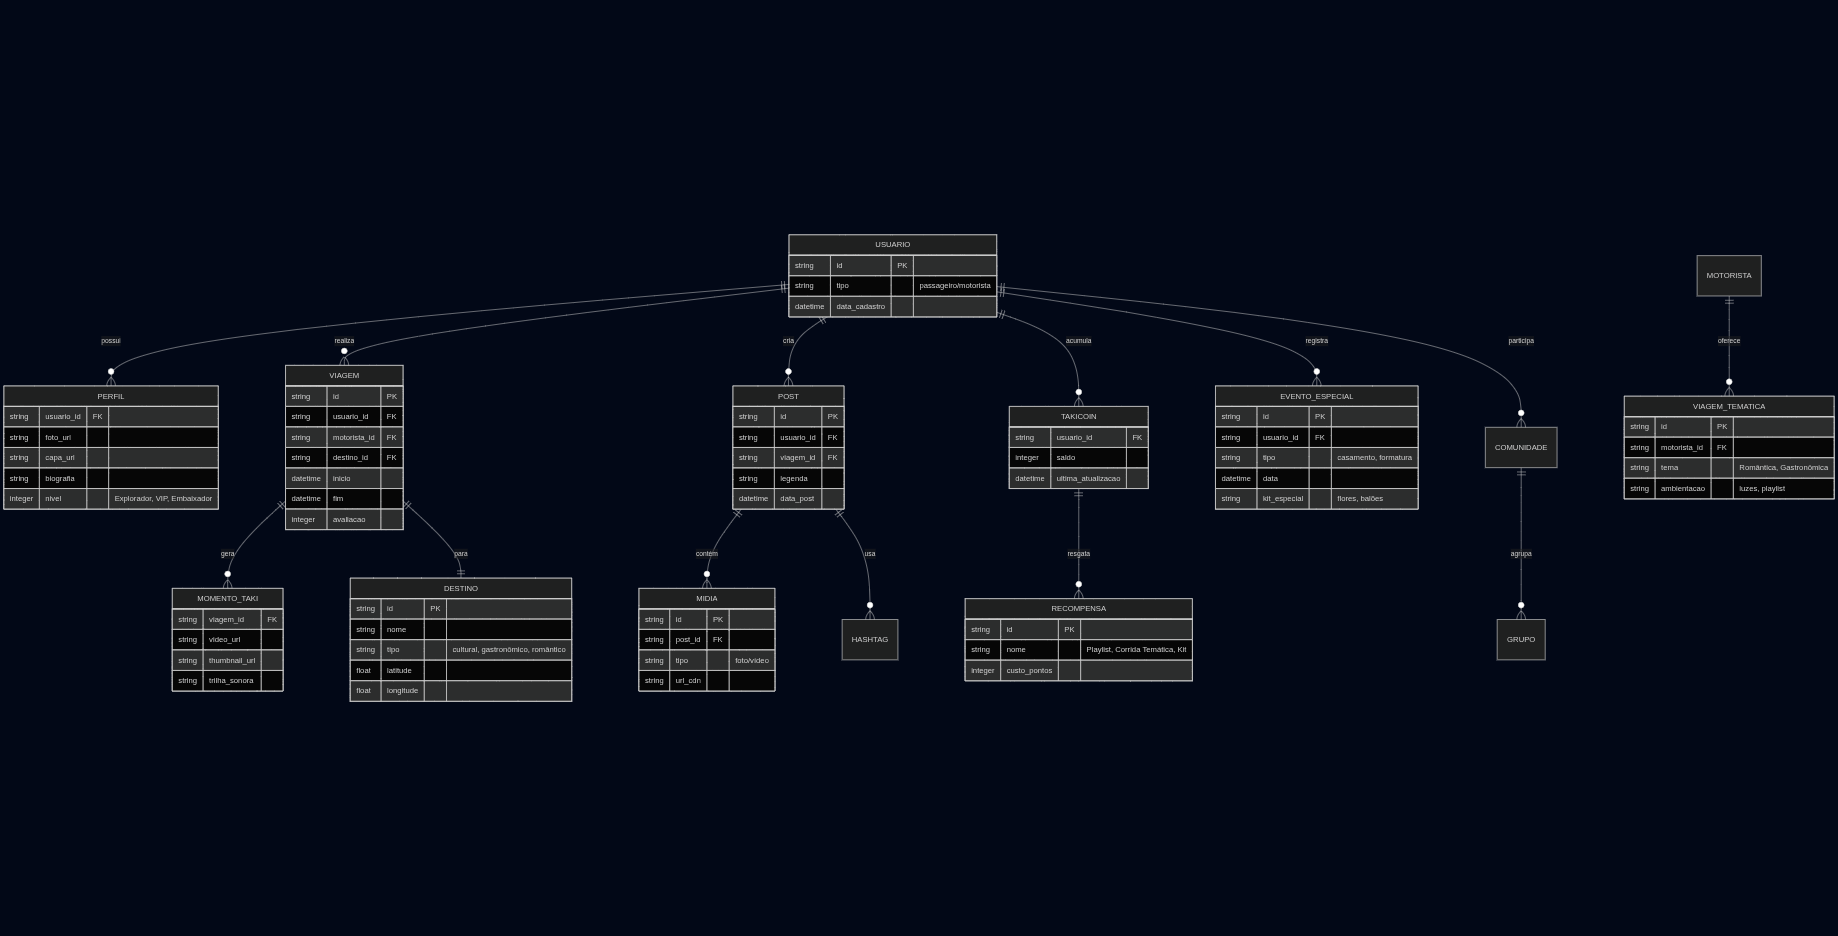 USUARIO
string id PK
string tipo passageiro/motorista
datetime data_cadastro
MOTORISTA
possui
realiza
cria
acumula
registra
participa
oferece
PERFIL
string usuario_id FK
string foto_url
string capa_url
string biografia
integer nivel Explorador, VIP, Embaixador
VIAGEM
string id PK
string usuario_id FK
string motorista_id FK
string destino_id FK
datetime inicio
datetime fim
integer avaliacao
POST
string id PK
string usuario_id FK
string viagem_id FK
string legenda
datetime data_post
TAKICOIN
string usuario_id FK
integer saldo
datetime ultima_atualizacao
EVENTO_ESPECIAL
string id PK
string usuario_id FK
string tipo casamento, formatura
datetime data
string kit_especial flores, balões
COMUNIDADE
VIAGEM_TEMATICA
string id PK
string motorista_id FK
string tema Romântica, Gastronômica
string ambientacao luzes, playlist
gera
para
contém
usa
resgata
agrupa
MOMENTO_TAKI
string viagem_id FK
string video_url
string thumbnail_url
string trilha_sonora
DESTINO
string id PK
string nome
string tipo cultural, gastronômico, romântico
float latitude
float longitude
MIDIA
string id PK
string post_id FK
string tipo foto/vídeo
string url_cdn
HASHTAG
RECOMPENSA
string id PK
string nome Playlist, Corrida Temática, Kit
integer custo_pontos
GRUPO